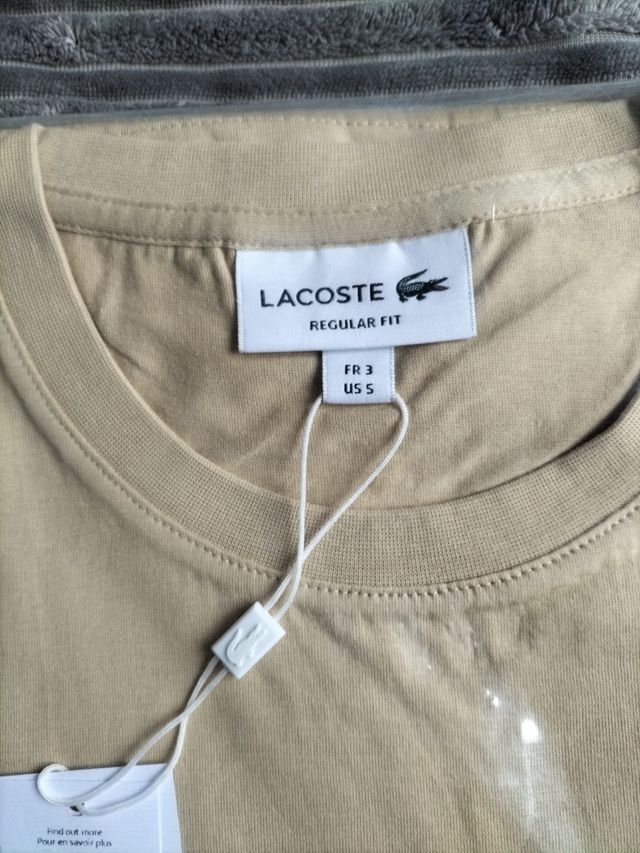 LACOSTE
REGULAR FIT
FR 3
US S
Find out more
Pour en savoir plus